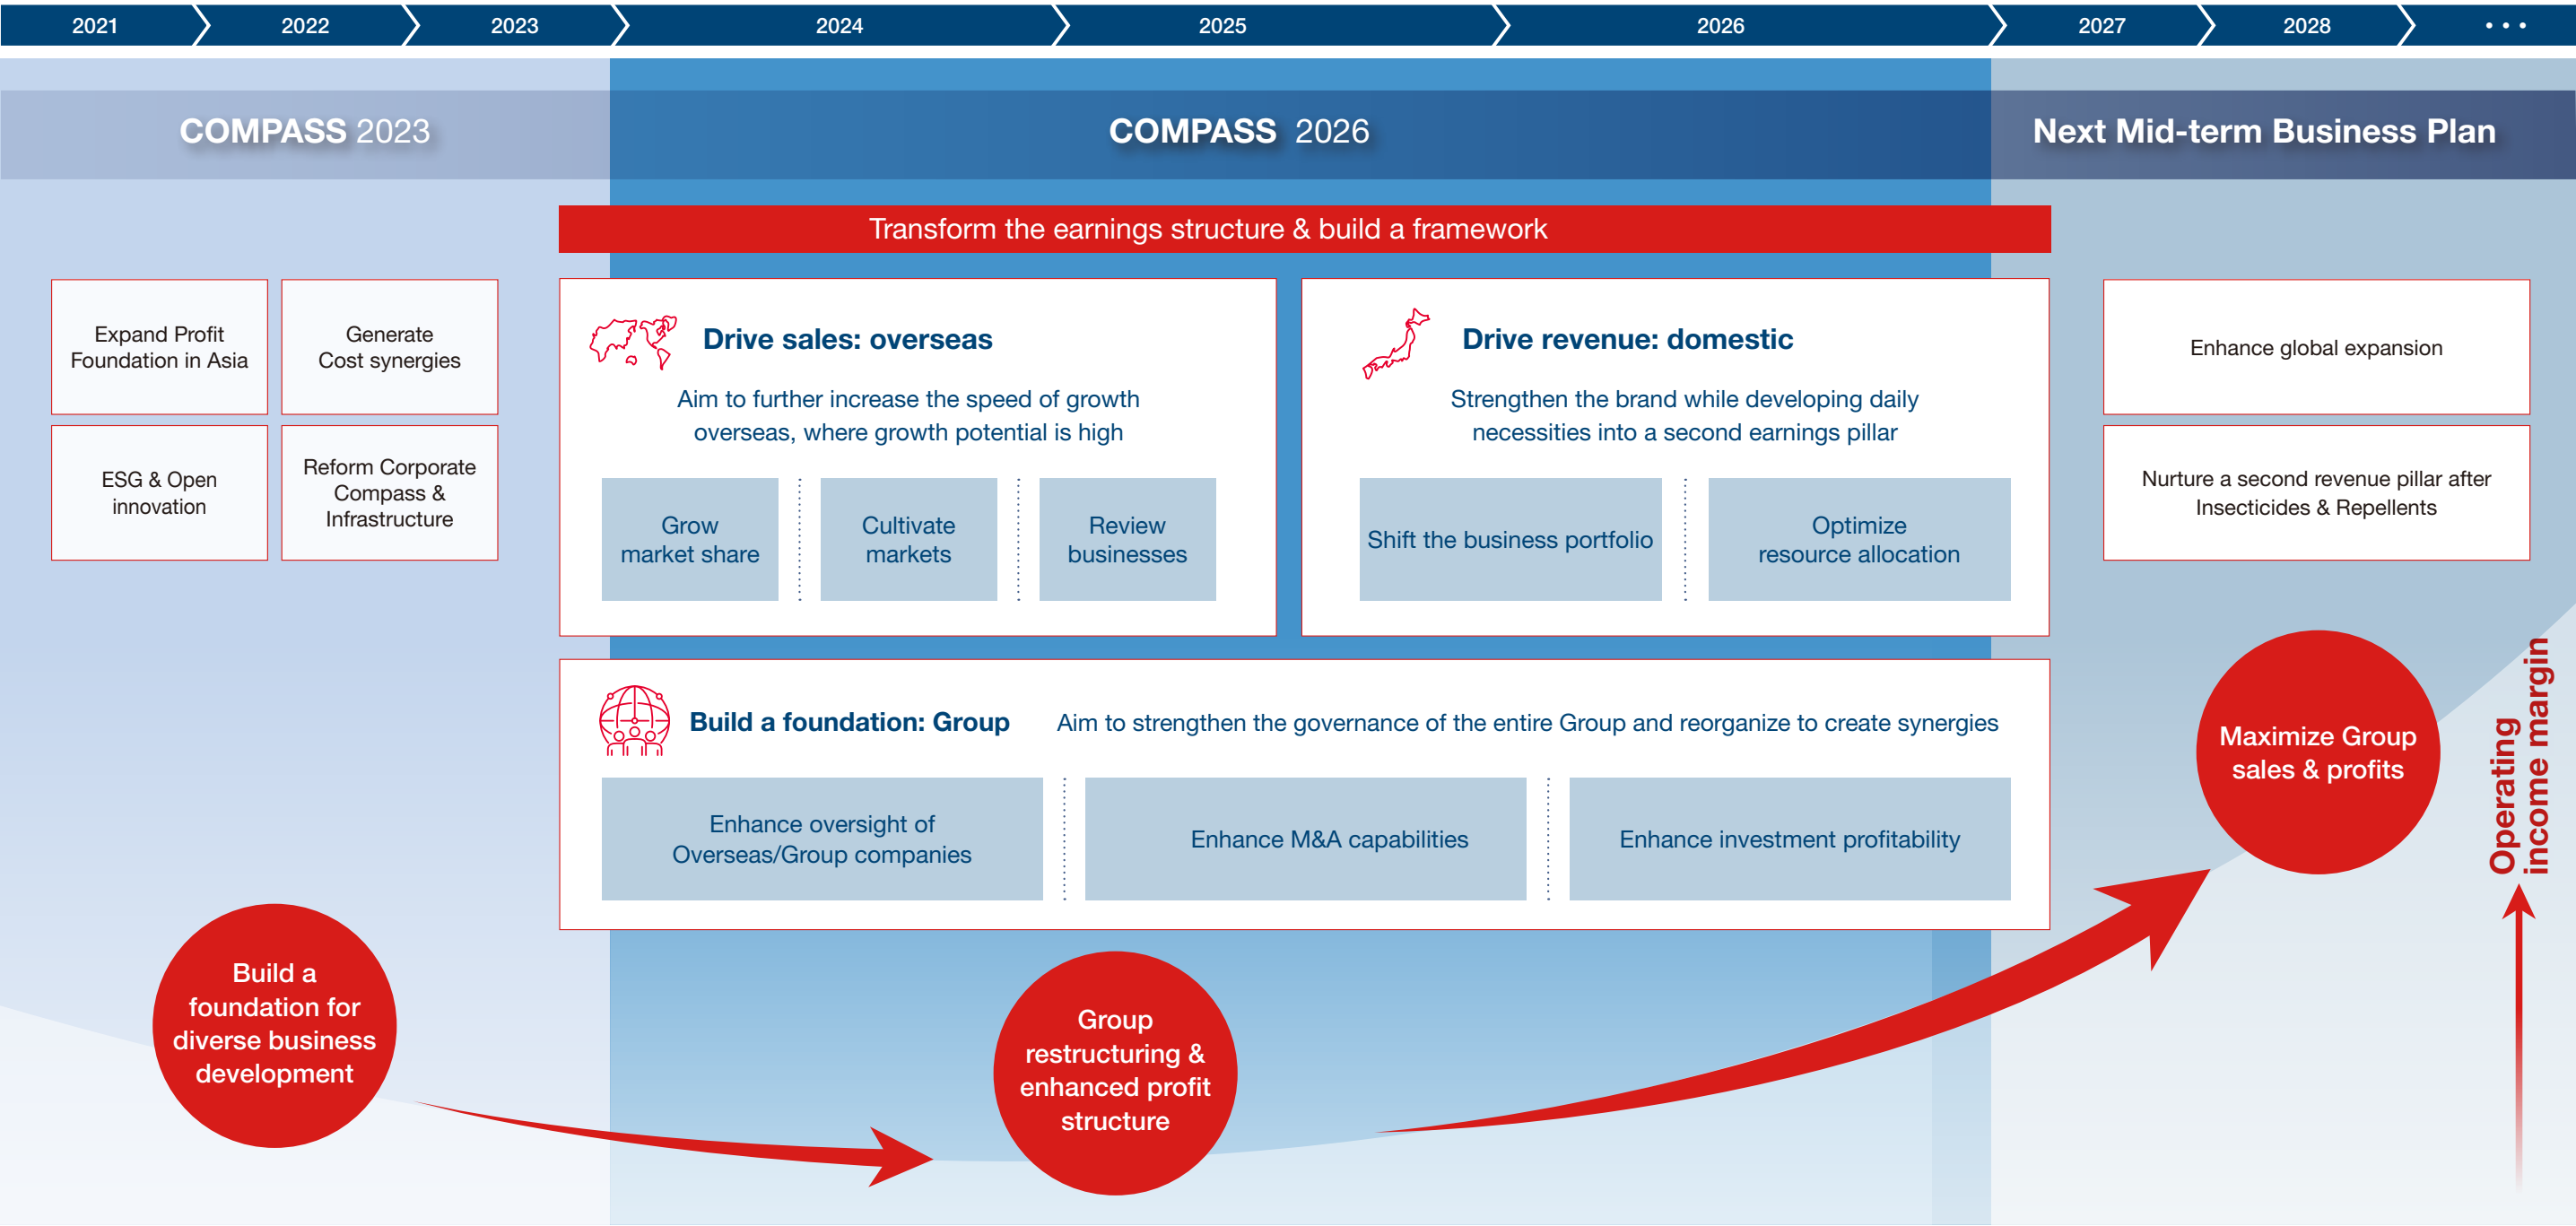 2021
2022
2023
2024
2025
2026
2027
2028
• • •
COMPASS 2023
COMPASS 2026
Next Mid-term Business Plan
Transform the earnings structure & build a framework
Expand Profit
Foundation in Asia
Generate
Cost synergies
ESG & Open
innovation
Reform Corporate
Compass &
Infrastructure
Drive sales: overseas
Aim to further increase the speed of growth
overseas, where growth potential is high
Grow
market share
Cultivate
markets
Review
businesses
Drive revenue: domestic
Strengthen the brand while developing daily
necessities into a second earnings pillar
Shift the business portfolio
Optimize
resource allocation
Build a foundation: Group
Aim to strengthen the governance of the entire Group and reorganize to create synergies
Enhance oversight of
Overseas/Group companies
Enhance M&A capabilities
Enhance investment profitability
Enhance global expansion
Nurture a second revenue pillar after
Insecticides & Repellents
Build a
foundation for
diverse business
development
Group
restructuring &
enhanced profit
structure
Maximize Group
sales & profits
Operating
income margin